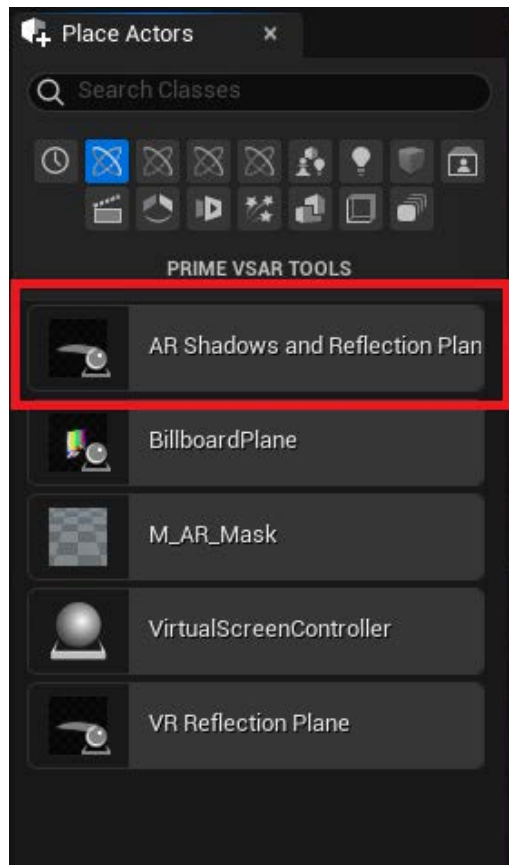 Place Actors
Search Classes
PRIME VSAR TOOLS
AR Shadows and Reflection Plan
BillboardPlane
M_AR_Mask
VirtualScreenController
VR Reflection Plane